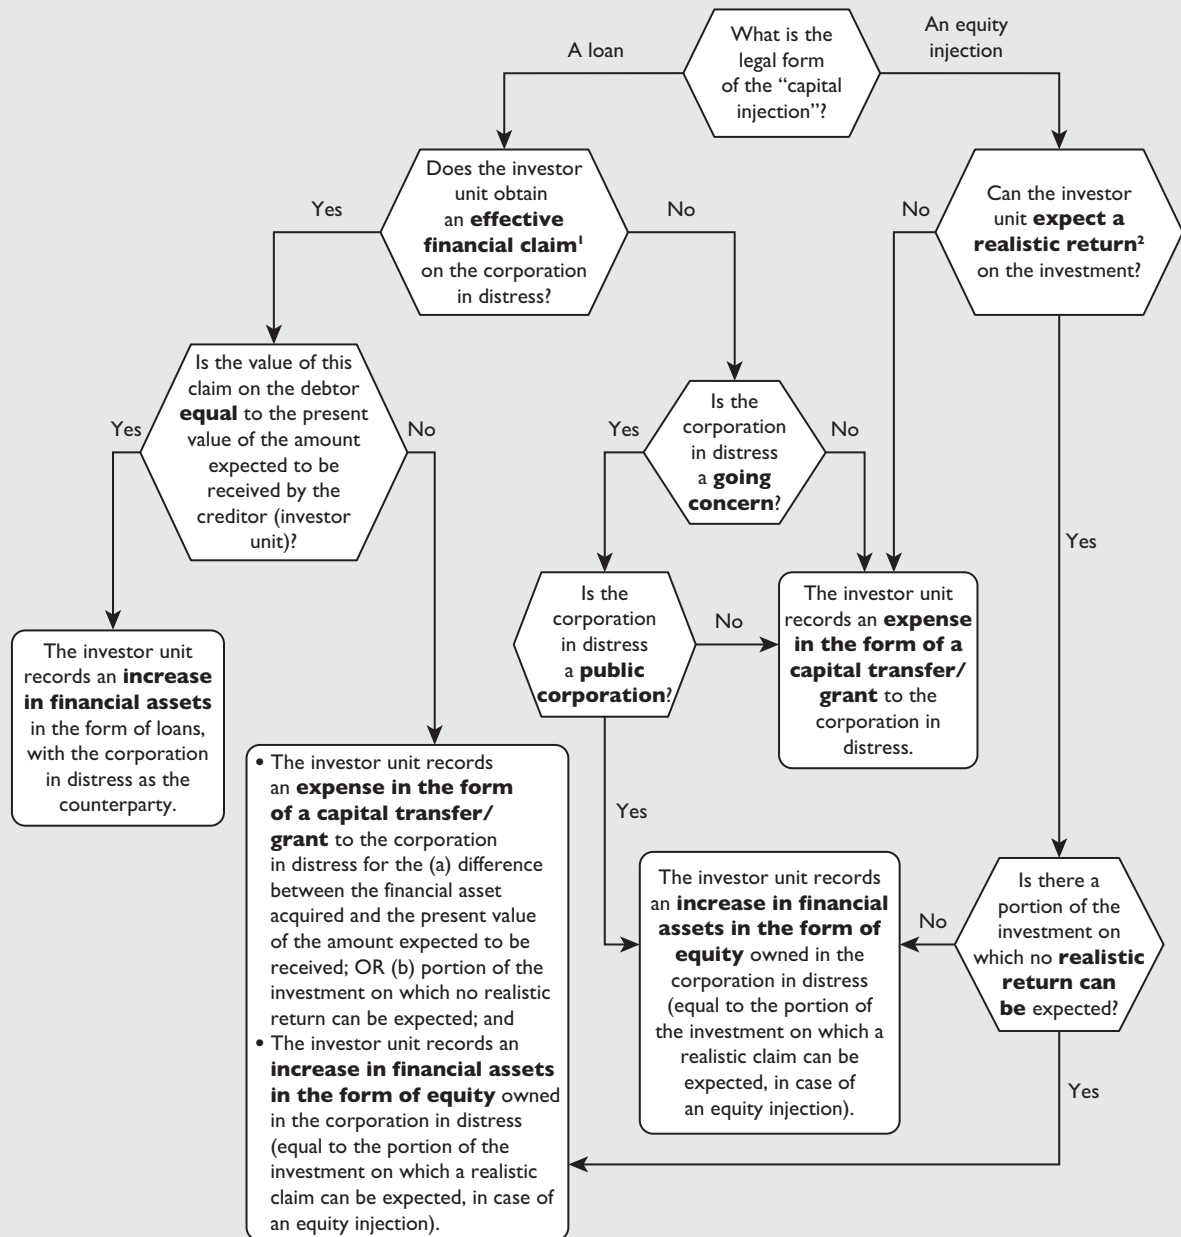 What is the
legal form
of the “capital
injection”?
A loan
An equity
injection
Does the investor
unit obtain
an effective
financial claim¹
on the corporation
in distress?
Yes
No
Can the investor
unit expect a
realistic return²
on the investment?
No
Yes
Is the value of this
claim on the debtor
equal to the present
value of the amount
expected to be
received by the
creditor (investor
unit)?
Yes
No
Is the
corporation
in distress
a going
concern?
Yes
No
Is the
corporation
in distress
a public
corporation?
No
Yes
The investor unit
records an expense
in the form of a
capital transfer/
grant to the
corporation in
distress.
The investor unit
records an increase
in financial assets
in the form of loans,
with the corporation
in distress as the
counterparty.
• The investor unit records
an expense in the form
of a capital transfer/
grant to the corporation
in distress for the (a) difference
between the financial asset
acquired and the present value
of the amount expected to be
received; OR (b) portion of the
investment on which no realistic
return can be expected; and
• The investor unit records an
increase in financial assets
in the form of equity owned
in the corporation in distress
(equal to the portion of the
investment on which a realistic
claim can be expected, in case of
an equity injection).
The investor unit records
an increase in financial
assets in the form of
equity owned in the
corporation in distress
(equal to the portion of
the investment on which a
realistic claim can be
expected, in case of
an equity injection).
Is there a
portion of the
investment on
which no realistic
return can
be expected?
No
Yes